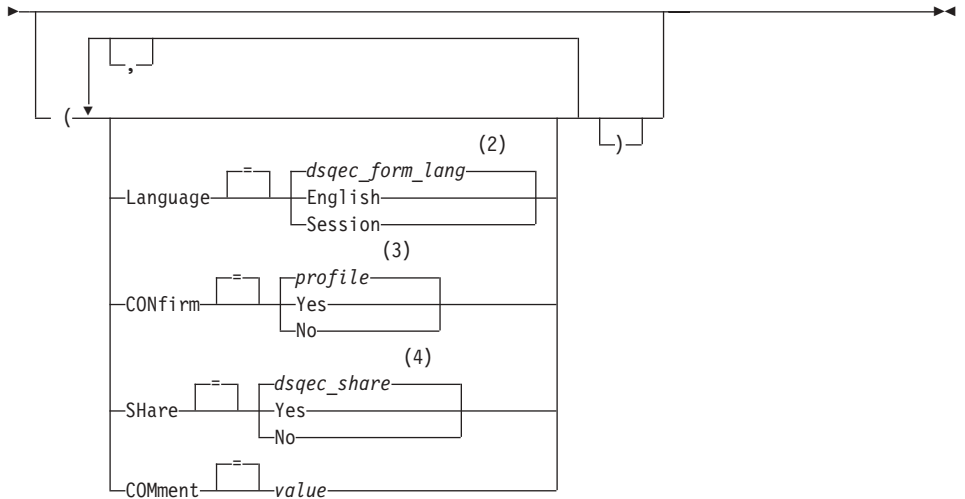 ,
(
)
(2)
Language = dsqec_form_lang
English
Session
(3)
CONfirm = profile
Yes
No
(4)
SHare = dsqec_share
Yes
No
COMment = value